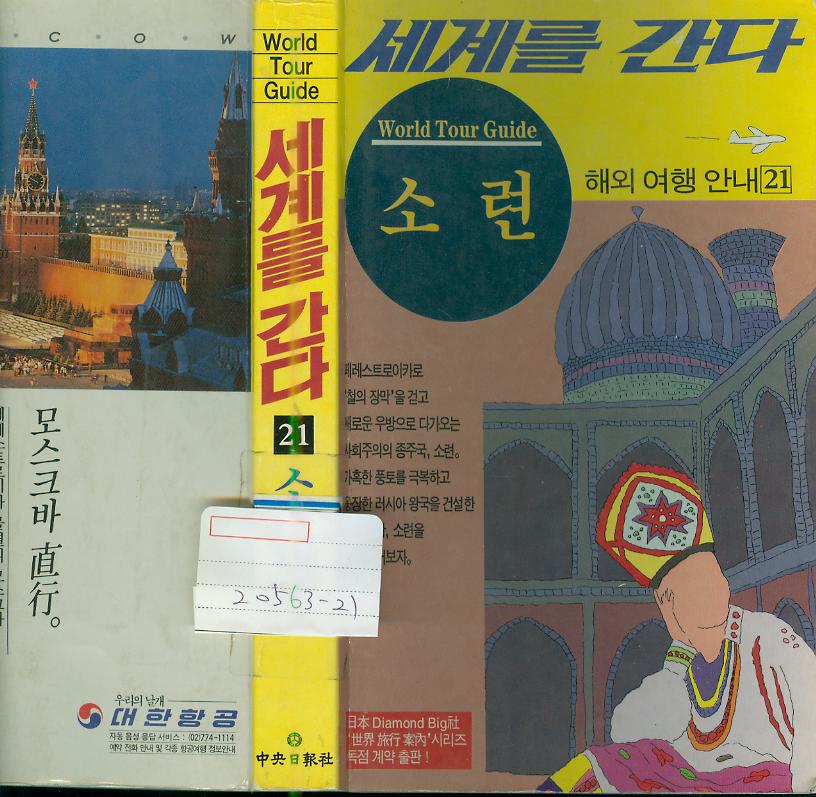 C O W
모스크바 直行。
우리의 날개
대한항공
자동 음성 응답 서비스 : (02)774-1114
예약 전화 안내 및 각종 항공여행 정보안내
World
Tour
Guide
세계를 간다
21
20563-21
中央日報社
세계를 간다
World Tour Guide
소련
해외 여행 안내 21
페레스트로이카로
'철의 장막'을 걷고
새로운 우방으로 다가오는
사회주의의 종주국, 소련.
가혹한 풍토를 극복하고
웅장한 러시아 왕국을 건설한
, 소련을
보자.
日本 Diamond Big社
'世界 旅行 案內' 시리즈
독점 계약 출판!